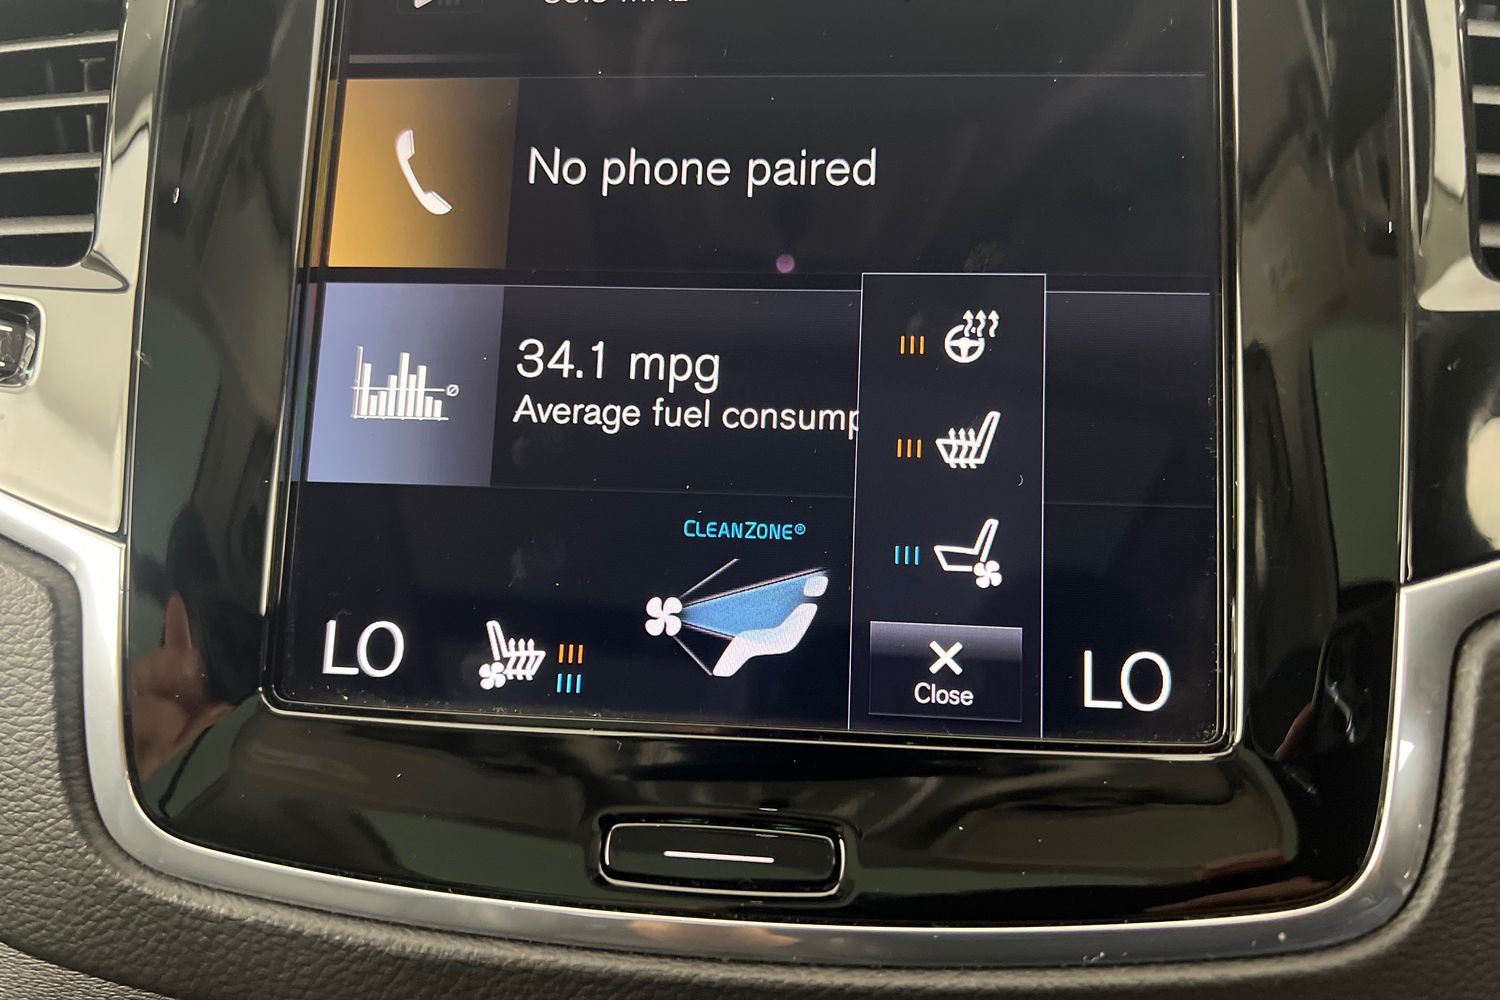 No phone paired
34.1 mpg
Average fuel consump
CLEANZONE®
LO
Close
LO